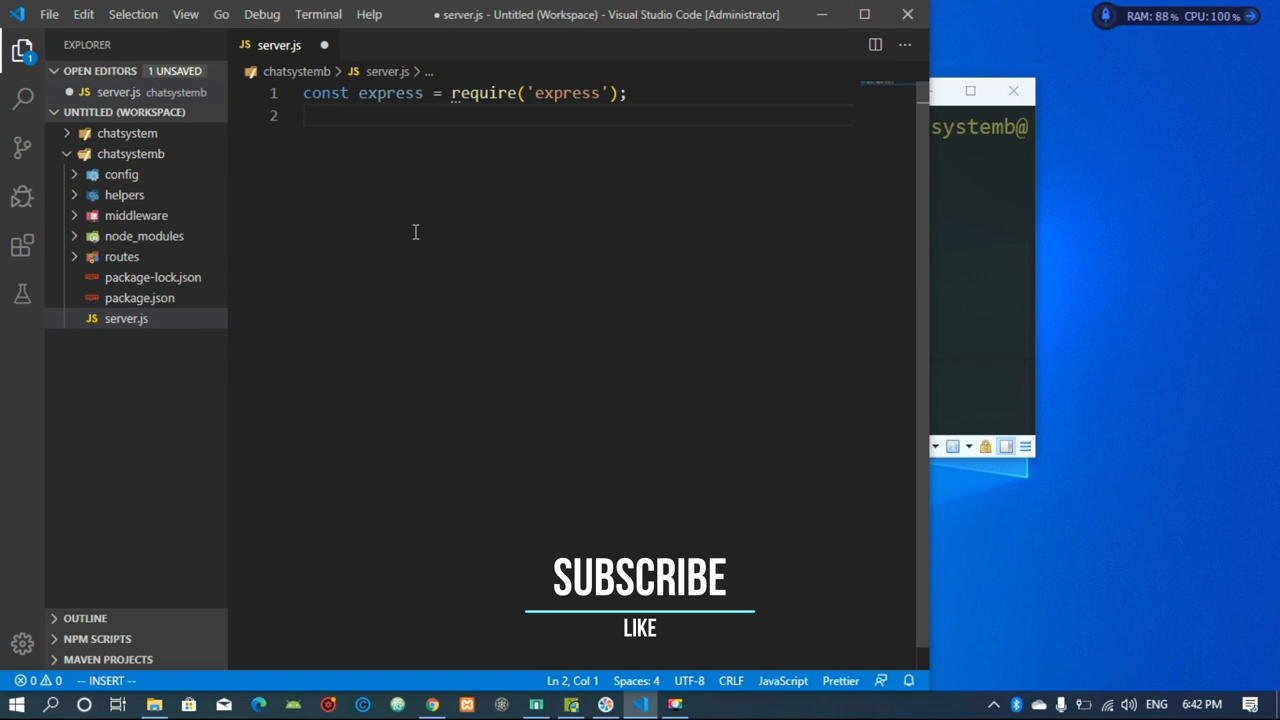 File Edit Selection View Go Debug Terminal Help
● server.js - Untitled (Workspace) - Visual Studio Code [Administrator]
RAM: 88% CPU: 100%
EXPLORER
JS server.js ●
OPEN EDITORS 1 UNSAVED
● JS server.js chatsystemb
chatsystemb > JS server.js > ...
UNTITLED (WORKSPACE)
chatsystem
chatsystemb
config
helpers
middleware
node_modules
routes
package-lock.json
package.json
JS server.js
1 const express = require('express');
2
systemb@
1
SUBSCRIBE
LIKE
OUTLINE
NPM SCRIPTS
MAVEN PROJECTS
0 0 -- INSERT --
Ln 2, Col 1 Spaces: 4 UTF-8 CRLF JavaScript Prettier
ENG 6:42 PM